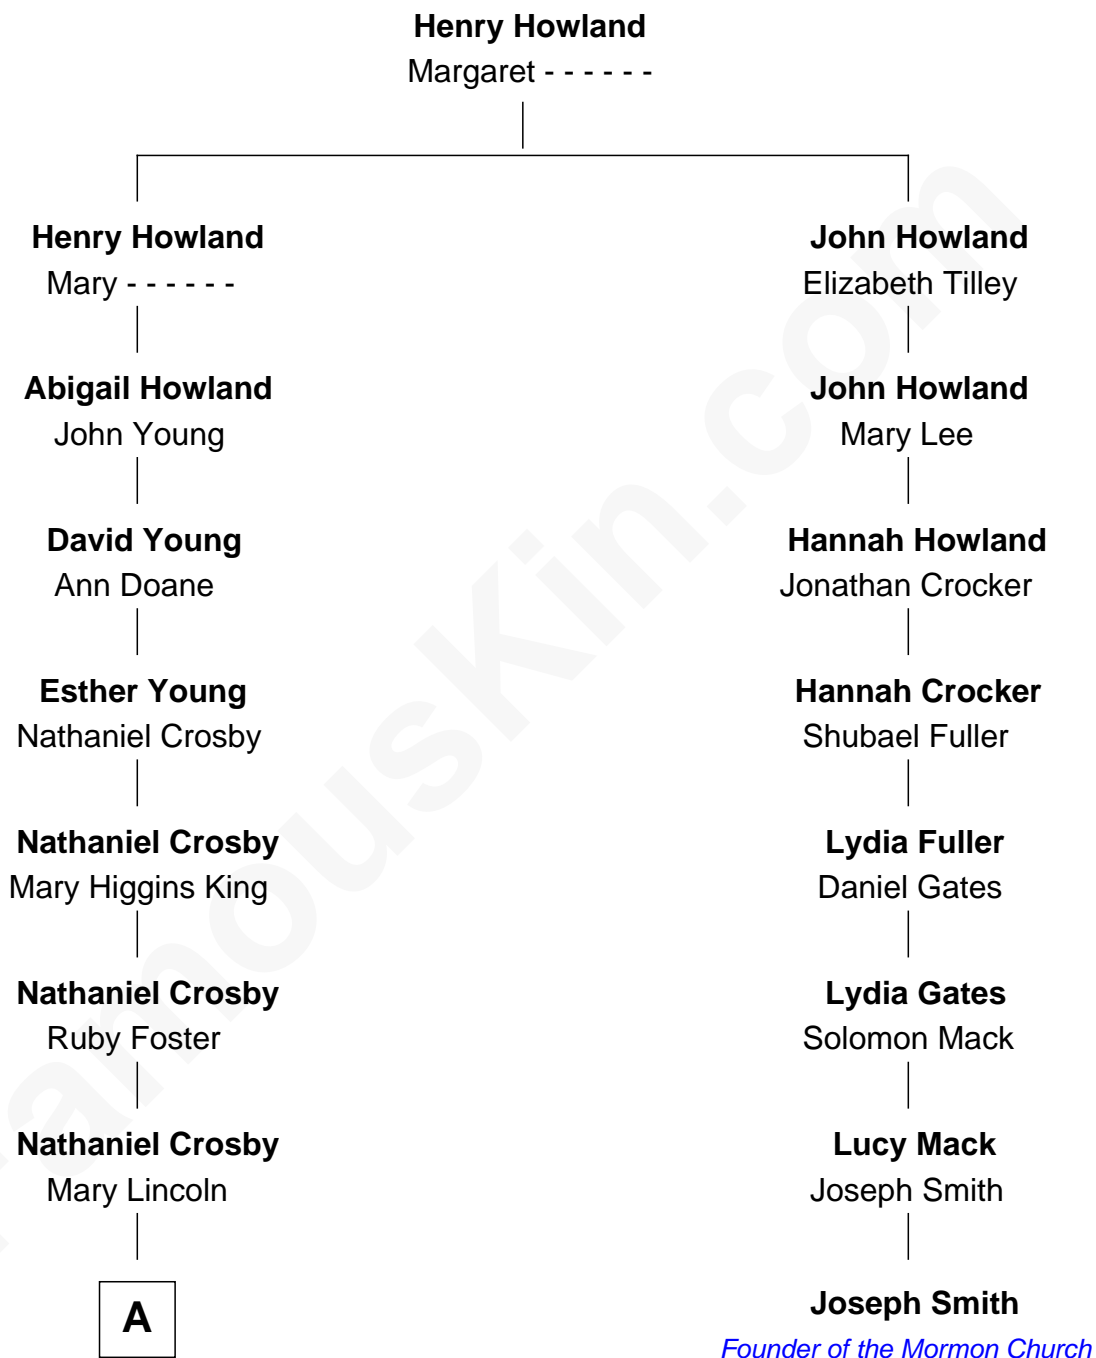 Henry Howland
Margaret - - - - - -
Henry Howland
Mary - - - - - -
John Howland
Elizabeth Tilley
Abigail Howland
John Young
John Howland
Mary Lee
David Young
Ann Doane
Hannah Howland
Jonathan Crocker
Esther Young
Nathaniel Crosby
Hannah Crocker
Shubael Fuller
Nathaniel Crosby
Mary Higgins King
Lydia Fuller
Daniel Gates
Nathaniel Crosby
Ruby Foster
Lydia Gates
Solomon Mack
Nathaniel Crosby
Mary Lincoln
Lucy Mack
Joseph Smith
A
Joseph Smith
Founder of the Mormon Church
FamousKin.com